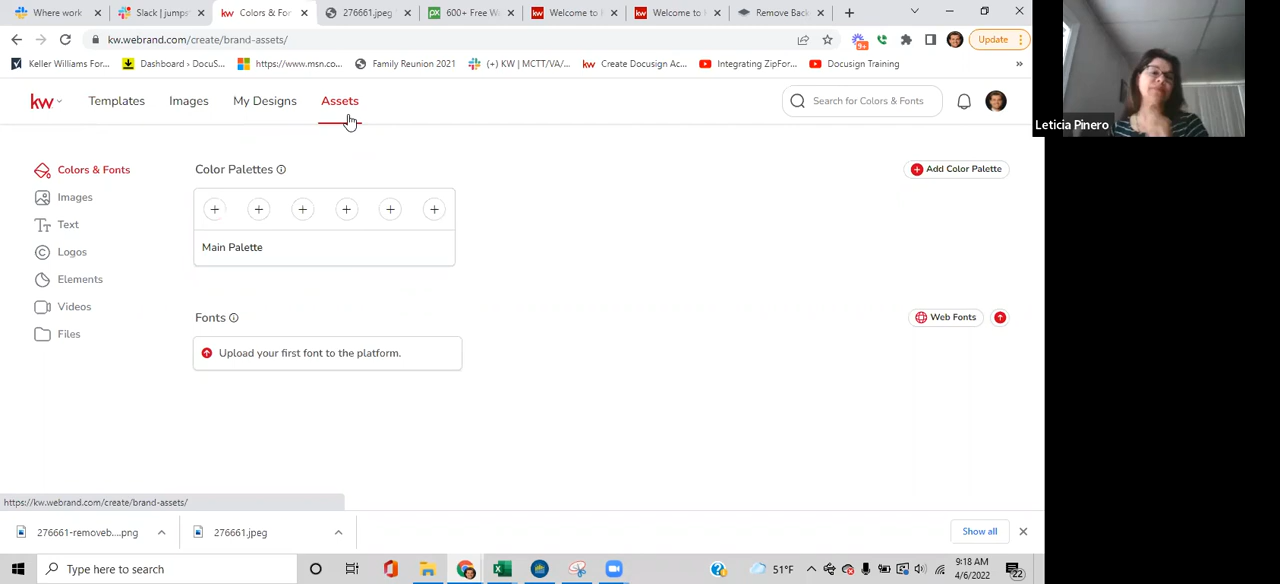 Where work
Slack | jumps
Colors & Fon
276661.jpeg
600+ Free W
Welcome to
Welcome to
Remove Back
kw.webrand.com/create/brand-assets/
9+
Update
Keller Williams For...
Dashboard › DocuS...
https://www.msn.co...
Family Reunion 2021
(+) KW | MCTT/VA/...
kw Create Docusign Ac...
Integrating ZipFor...
Docusign Training
»
kw Templates Images My Designs Assets
Search for Colors & Fonts
Leticia Pinero
Colors & Fonts
Images
Text
Logos
Elements
Videos
Files
Color Palettes
Add Color Palette
Main Palette
Fonts
Web Fonts
Upload your first font to the platform.
https://kw.webrand.com/create/brand-assets/
276661-removeb....png
276661.jpeg
Show all
Type here to search
51°F
9:18 AM
4/6/2022
22